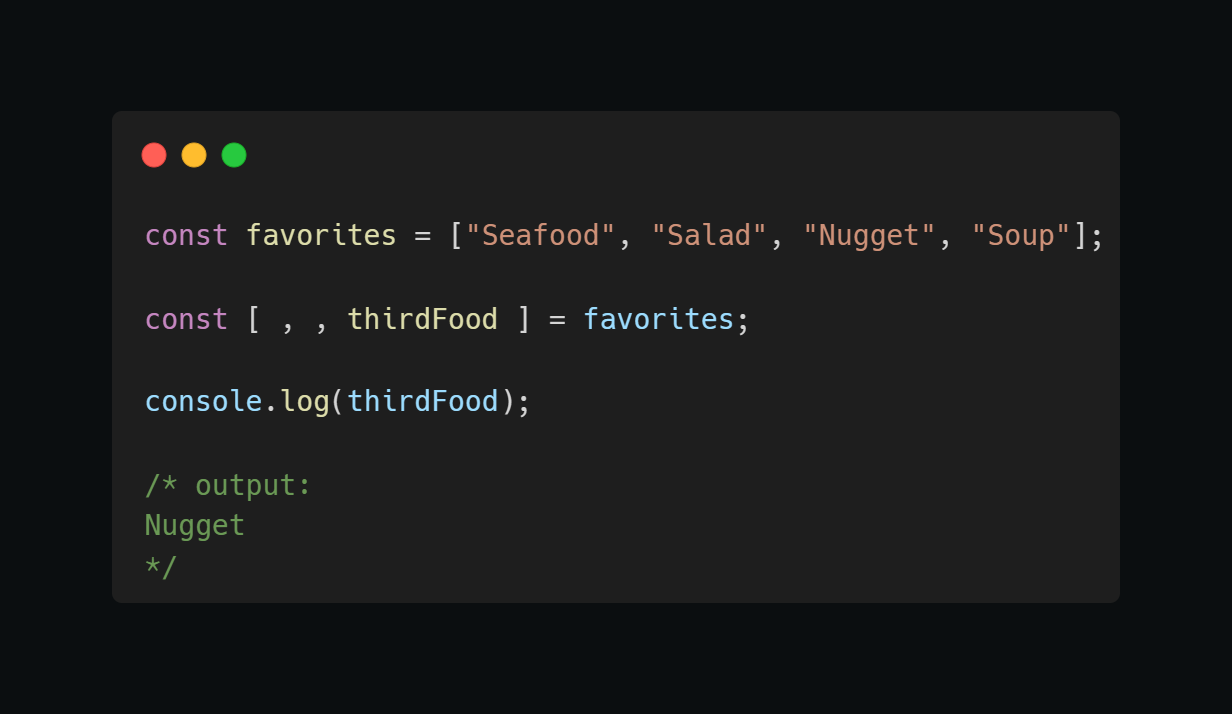 const favorites = ["Seafood", "Salad", "Nugget", "Soup"];
const [ , , thirdFood ] = favorites;
console.log(thirdFood);
/* output:
Nugget
*/